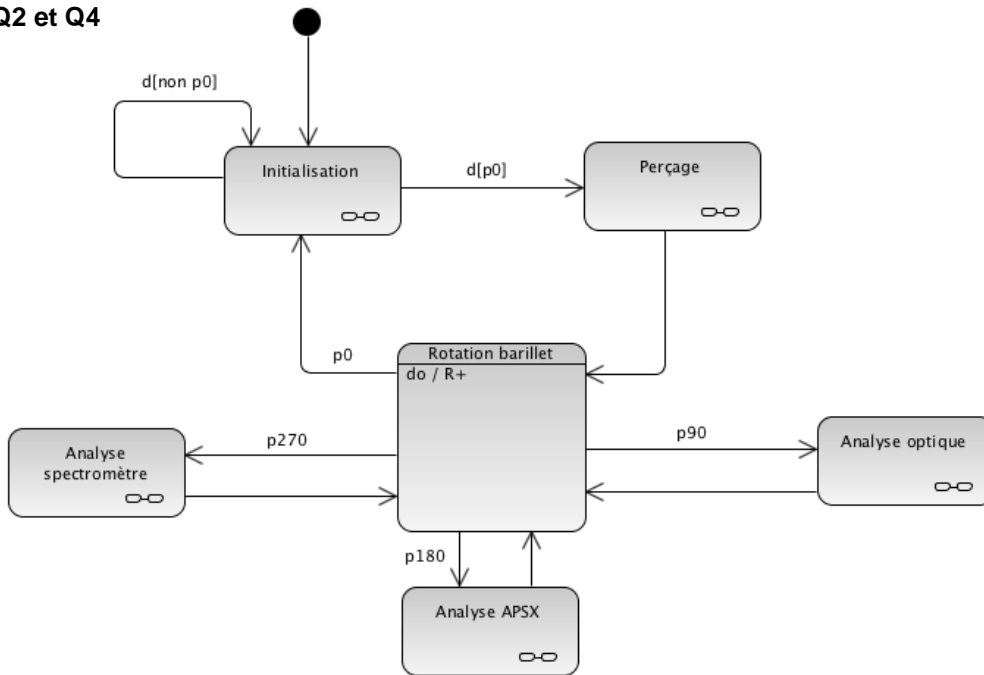 Q2 et Q4
d[non p0]
Initialisation
d[p0]
Perçage
p0
Rotation barillet
do / R+
p270
p90
Analyse
spectromètre
Analyse optique
p180
Analyse APSX